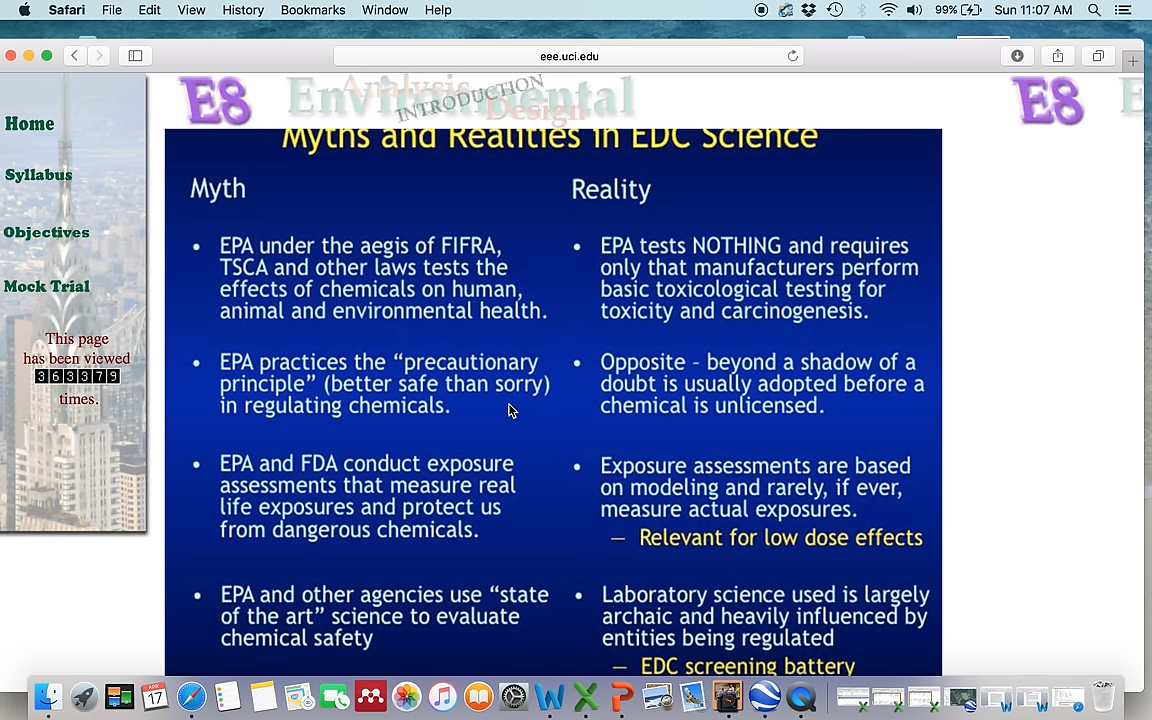 Safari File Edit View History Bookmarks Window Help 99% Sun 11:07 AM
eee.uci.edu
E8 Environmental E8 E
Analysis
INTRODUCTION
Design
Home
Syllabus
Objectives
Mock Trial
This page
has been viewed
363379
times.
Myths and Realities in EDC Science
Myth
• EPA under the aegis of FIFRA,
TSCA and other laws tests the
effects of chemicals on human,
animal and environmental health.
• EPA practices the “precautionary
principle” (better safe than sorry)
in regulating chemicals.
• EPA and FDA conduct exposure
assessments that measure real
life exposures and protect us
from dangerous chemicals.
• EPA and other agencies use “state
of the art” science to evaluate
chemical safety
Reality
• EPA tests NOTHING and requires
only that manufacturers perform
basic toxicological testing for
toxicity and carcinogenesis.
• Opposite – beyond a shadow of a
doubt is usually adopted before a
chemical is unlicensed.
• Exposure assessments are based
on modeling and rarely, if ever,
measure actual exposures.
– Relevant for low dose effects
• Laboratory science used is largely
archaic and heavily influenced by
entities being regulated
– EDC screening battery
APR
17